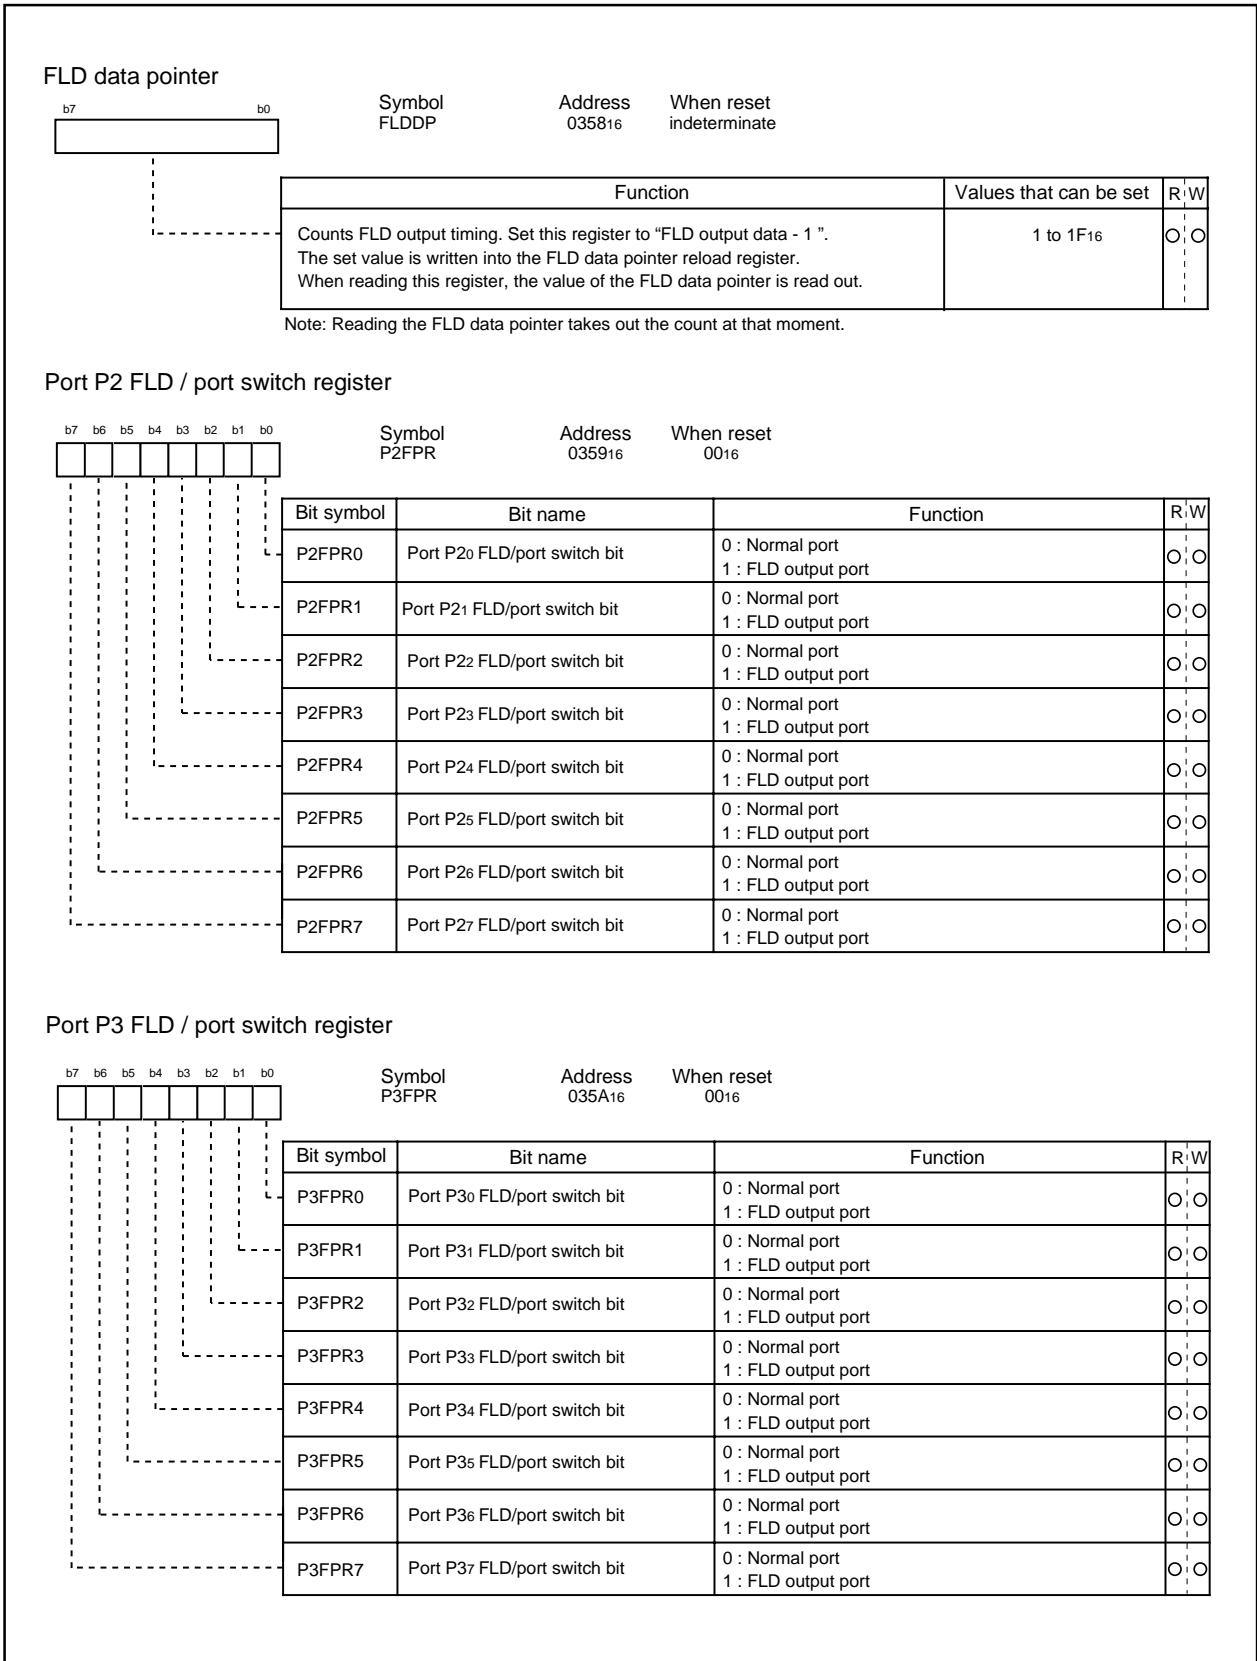 FLD data pointer
b7 b0
Symbol Address When reset
FLDDP 035816 indeterminate
Function Values that can be set R W
Counts FLD output timing. Set this register to “FLD output data - 1 ”. 1 to 1F16
The set value is written into the FLD data pointer reload register.
When reading this register, the value of the FLD data pointer is read out.
Note: Reading the FLD data pointer takes out the count at that moment.
Port P2 FLD / port switch register
b7 b6 b5 b4 b3 b2 b1 b0
Symbol Address When reset
P2FPR 035916 0016
Bit symbol Bit name Function R W
P2FPR0 Port P20 FLD/port switch bit 0 : Normal port
1 : FLD output port
P2FPR1 Port P21 FLD/port switch bit 0 : Normal port
1 : FLD output port
P2FPR2 Port P22 FLD/port switch bit 0 : Normal port
1 : FLD output port
P2FPR3 Port P23 FLD/port switch bit 0 : Normal port
1 : FLD output port
P2FPR4 Port P24 FLD/port switch bit 0 : Normal port
1 : FLD output port
P2FPR5 Port P25 FLD/port switch bit 0 : Normal port
1 : FLD output port
P2FPR6 Port P26 FLD/port switch bit 0 : Normal port
1 : FLD output port
P2FPR7 Port P27 FLD/port switch bit 0 : Normal port
1 : FLD output port
Port P3 FLD / port switch register
b7 b6 b5 b4 b3 b2 b1 b0
Symbol Address When reset
P3FPR 035A16 0016
Bit symbol Bit name Function R W
P3FPR0 Port P30 FLD/port switch bit 0 : Normal port
1 : FLD output port
P3FPR1 Port P31 FLD/port switch bit 0 : Normal port
1 : FLD output port
P3FPR2 Port P32 FLD/port switch bit 0 : Normal port
1 : FLD output port
P3FPR3 Port P33 FLD/port switch bit 0 : Normal port
1 : FLD output port
P3FPR4 Port P34 FLD/port switch bit 0 : Normal port
1 : FLD output port
P3FPR5 Port P35 FLD/port switch bit 0 : Normal port
1 : FLD output port
P3FPR6 Port P36 FLD/port switch bit 0 : Normal port
1 : FLD output port
P3FPR7 Port P37 FLD/port switch bit 0 : Normal port
1 : FLD output port